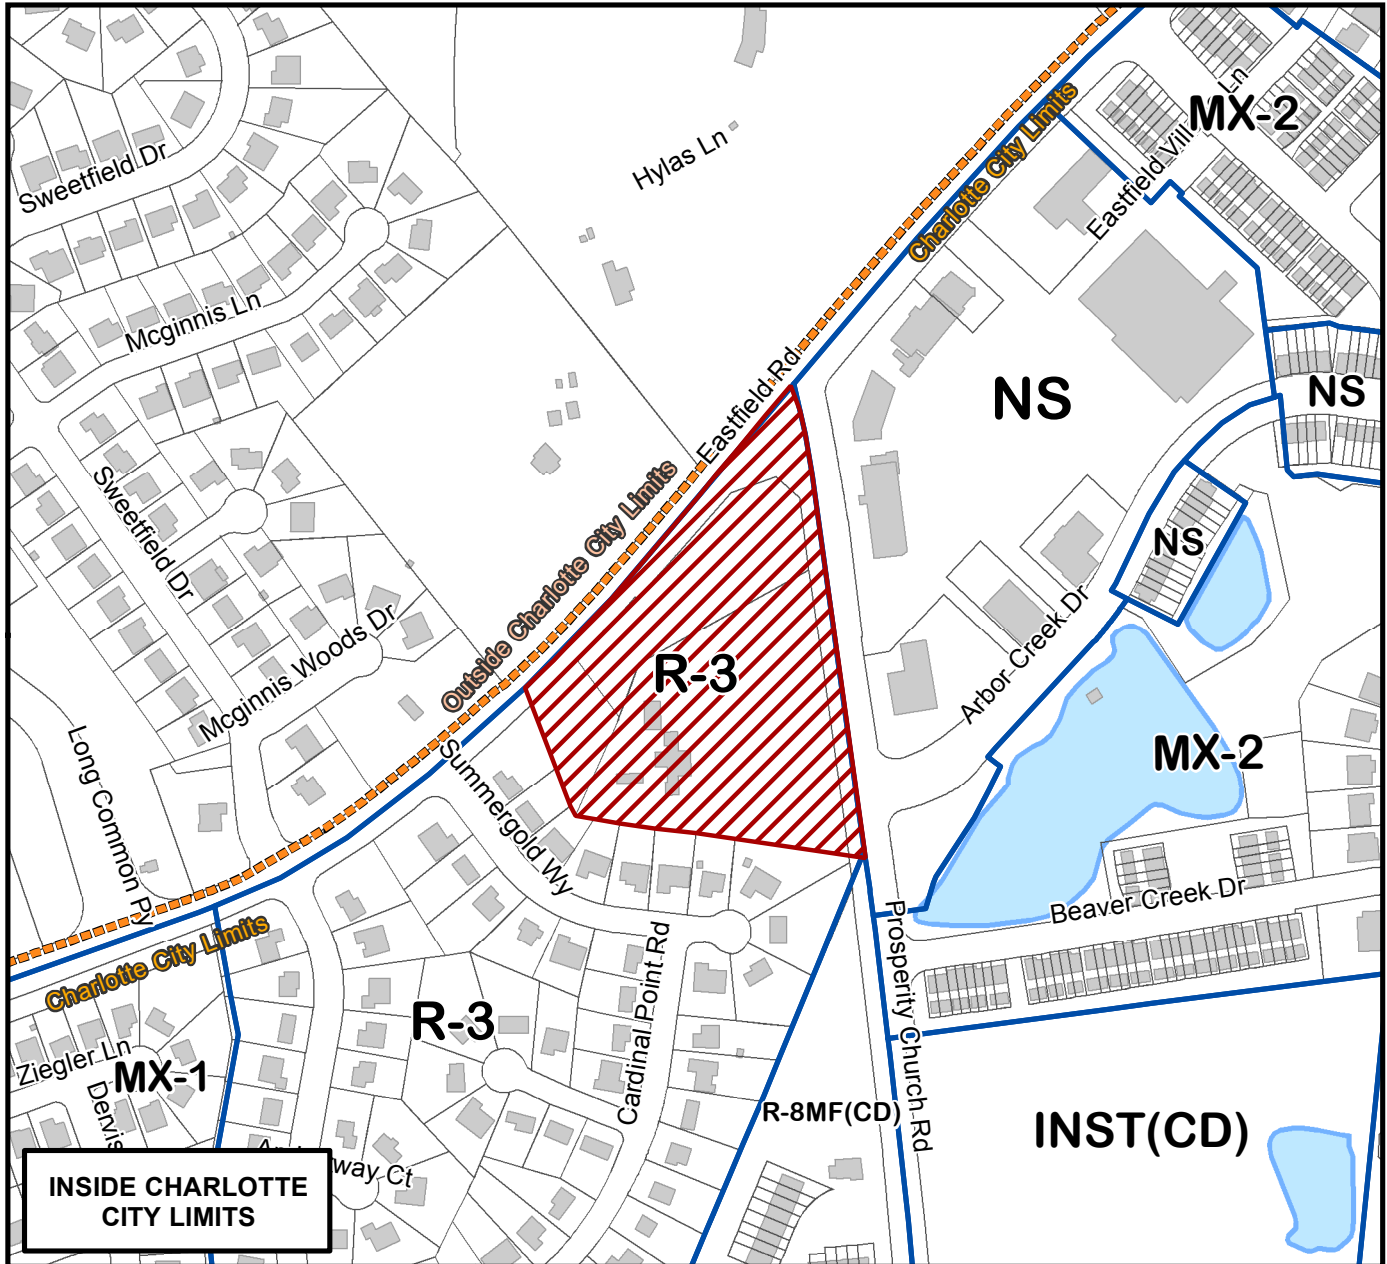 MX-2
Eastfield Village Ln
Hylas Ln
Charlotte City Limits
Sweetfield Dr
Mcginnis Ln
Eastfield Rd
NS
NS
Sweetfield Dr
Outside Charlotte City Limits
NS
Mcginnis Woods Dr
R-3
Arbor Creek Dr
Long Common Py
Summergold Wy
MX-2
Beaver Creek Dr
Charlotte City Limits
Prosperity Church Rd
Cardinal Point Rd
R-3
Ziegler Ln
MX-1
R-8MF(CD)
INST(CD)
way Ct
INSIDE CHARLOTTE
CITY LIMITS